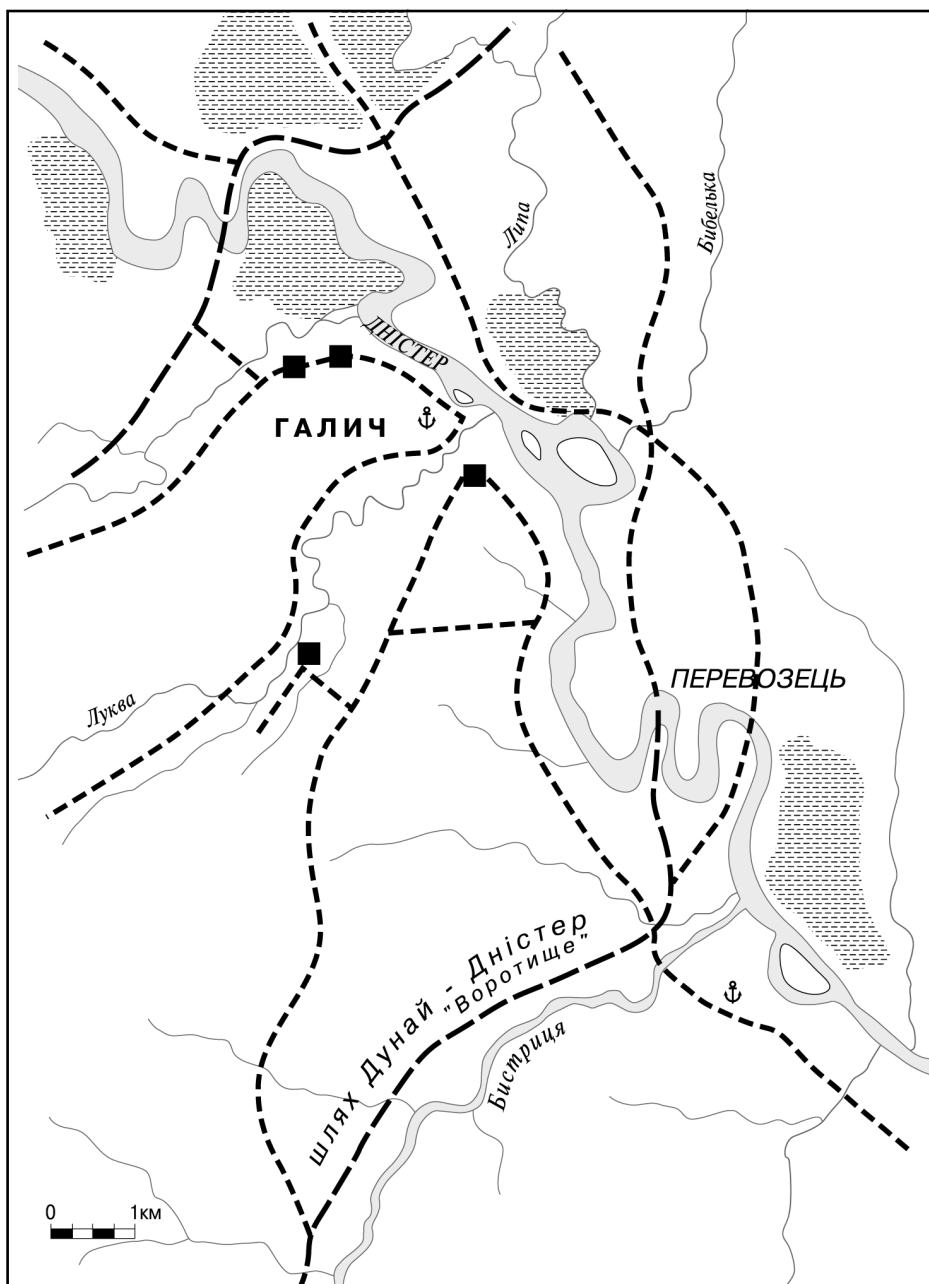 Липа
Бибелька
ДНІСТЕР
ГАЛИЧ
ПЕРЕВОЗЕЦЬ
Луква
шлях Дунай - Дністер
"Воротище"
Бистриця
0 1км